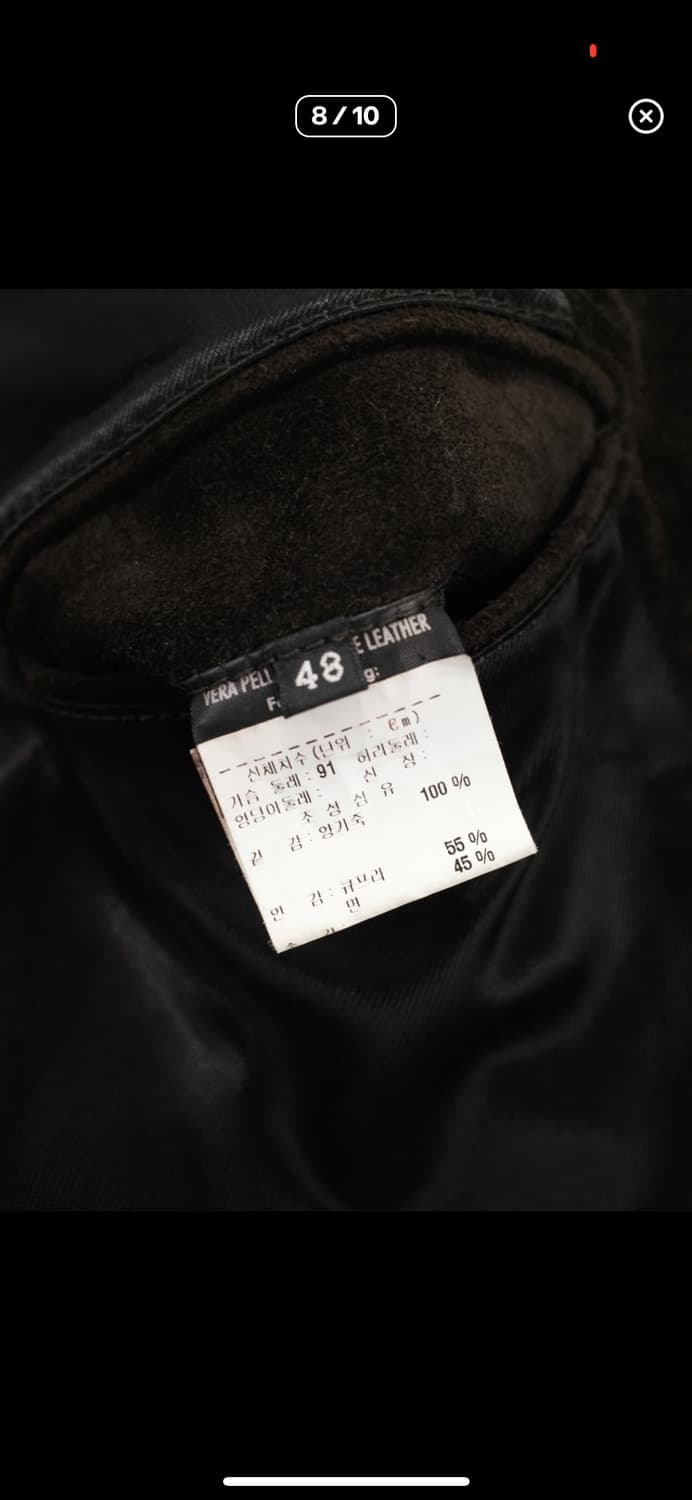 8/10
VERA PELL E LEATHER
48
g:
신체치수 (단위 : cm)
가슴 둘레 : 91 허리둘레 :
엉덩이둘레 : 신 장 :
조 성 섬 유
겉 감 : 양가죽 100 %
안 감 : 큐프라 55 %
면 45 %